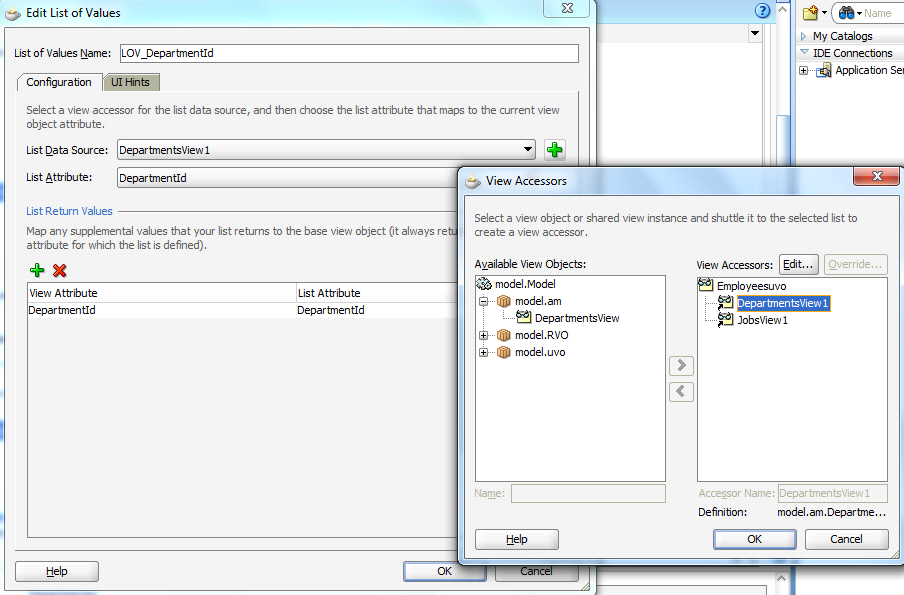 Edit List of Values
List of Values Name: LOV_DepartmentId
Configuration UI Hints
Select a view accessor for the list data source, and then choose the list attribute that maps to the current view
object attribute.
List Data Source: DepartmentsView1
List Attribute: DepartmentId
List Return Values
Map any supplemental values that your list returns to the base view object (it always retu
attribute for which the list is defined).
View Attribute List Attribute
DepartmentId DepartmentId
Help OK Cancel
View Accessors
Select a view object or shared view instance and shuttle it to the selected list to
create a view accessor.
Available View Objects:
model.Model
model.am
DepartmentsView
model.RVO
model.uvo
Name:
View Accessors: Edit... Override...
Employeesuvo
DepartmentsView1
JobsView1
Accessor Name: DepartmentsView1
Definition: model.am.Departme...
Help OK Cancel
Name
My Catalogs
IDE Connections
Application Se